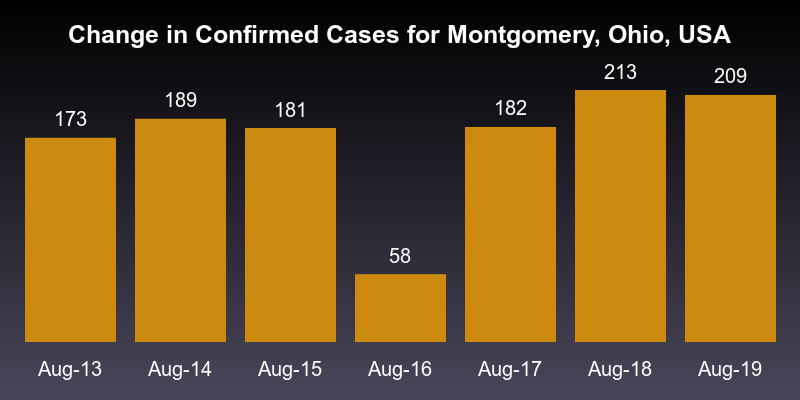 Change in Confirmed Cases for Montgomery, Ohio, USA
173
189
181
58
182
213
209
Aug-13
Aug-14
Aug-15
Aug-16
Aug-17
Aug-18
Aug-19